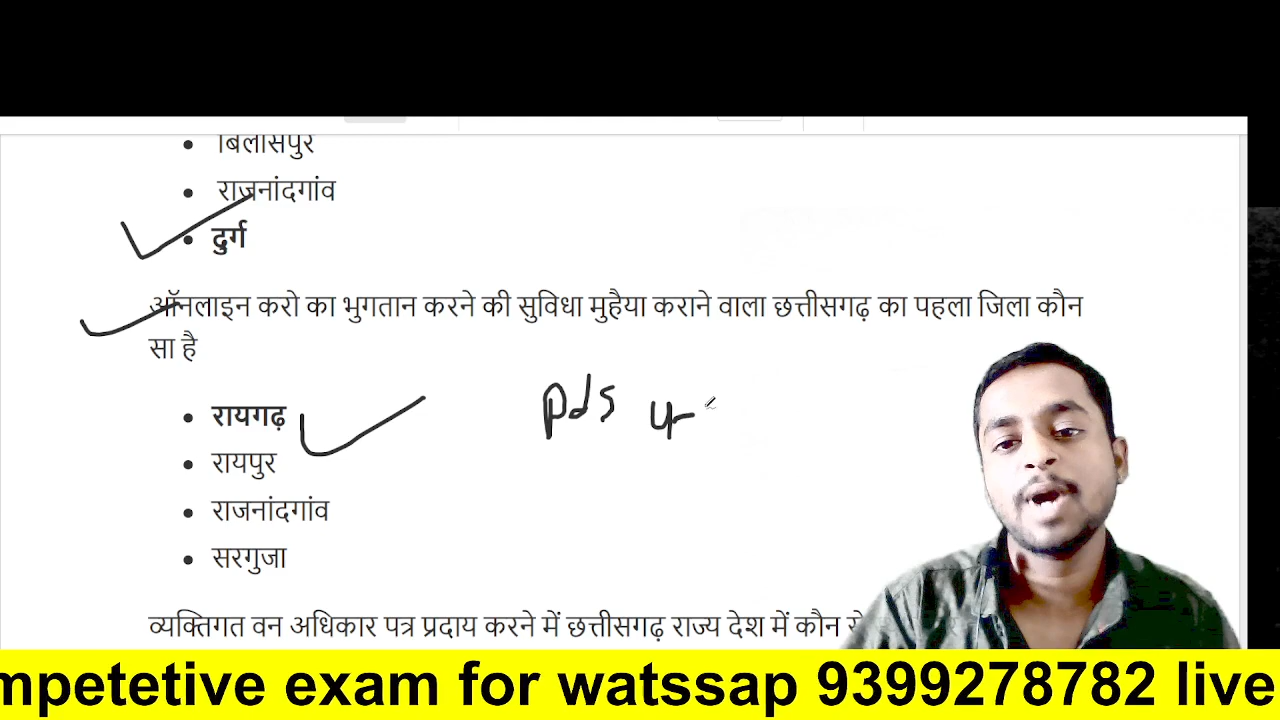 बिलासपुर
राजनांदगांव
दुर्ग
ऑनलाइन करो का भुगतान करने की सुविधा मुहैया कराने वाला छत्तीसगढ़ का पहला जिला कौन
सा है
रायगढ़
Pds
रायपुर
राजनांदगांव
सरगुजा
व्यक्तिगत वन अधिकार पत्र प्रदाय करने में छत्तीसगढ़ राज्य देश में कौन
mpetetive exam for watssap 9399278782 live